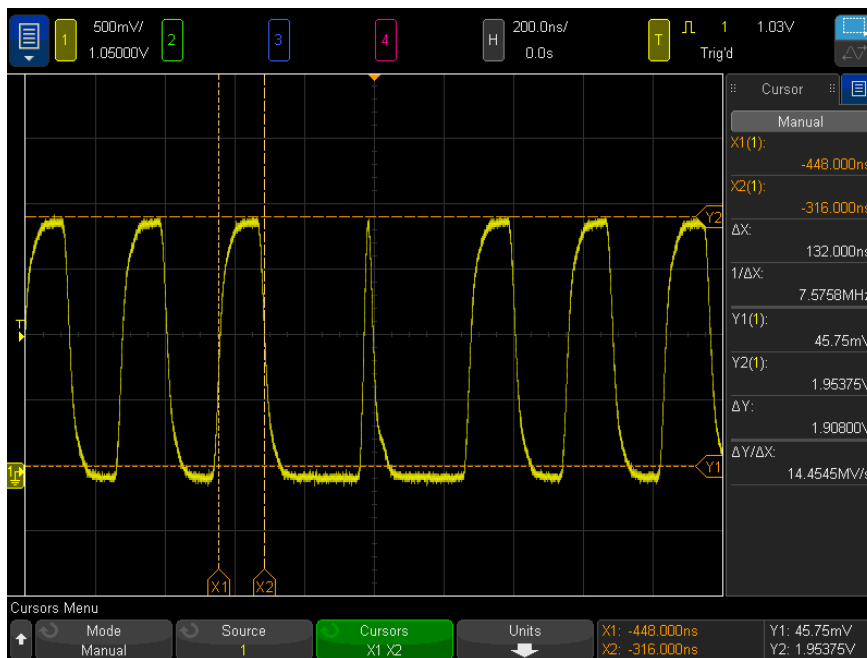 500mV/ 200.0ns/ 1.03V
1 2 3 4 H T 1
1.05000V 0.0s Trig'd
Cursor
Manual
X1(1):
-448.000ns
X2(1):
-316.000ns
ΔX:
132.000ns
1/ΔX:
7.5758MHz
Y1(1):
45.75mV
Y2(1):
1.95375V
ΔY:
1.90800V
ΔY/ΔX:
14.4545MV/s
Y2
T
1
Y1
X1 X2
Cursors Menu
Mode Source Cursors Units X1: -448.000ns Y1: 45.75mV
Manual 1 X1 X2 X2: -316.000ns Y2: 1.95375V